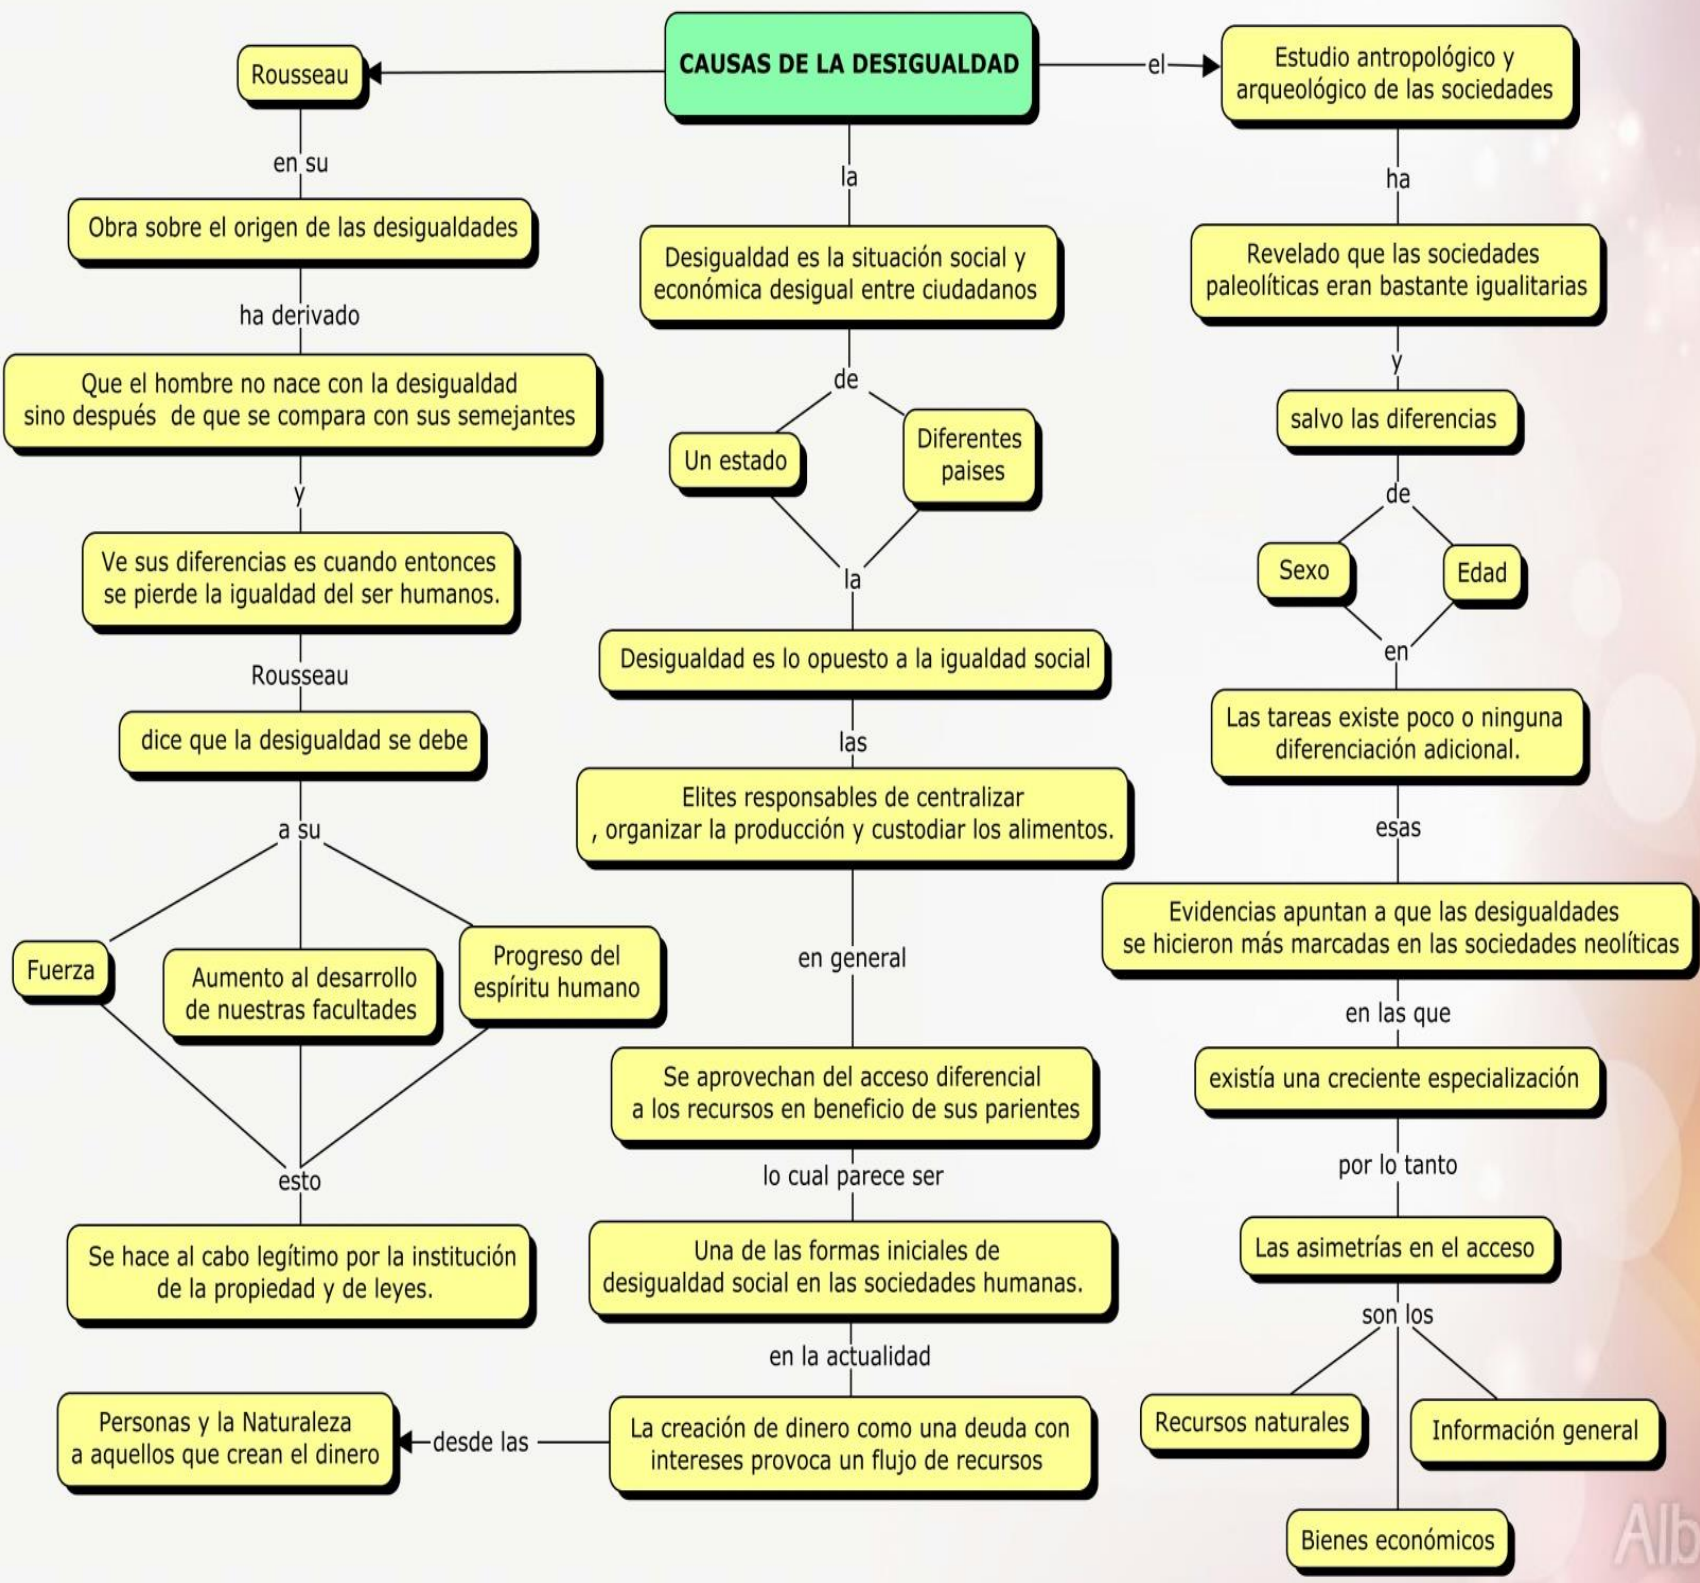 CAUSAS DE LA DESIGUALDAD
Rousseau
en su
Obra sobre el origen de las desigualdades
ha derivado
Que el hombre no nace con la desigualdad
sino después de que se compara con sus semejantes
y
Ve sus diferencias es cuando entonces
se pierde la igualdad del ser humanos.
Rousseau
dice que la desigualdad se debe
a su
Fuerza
Aumento al desarrollo
de nuestras facultades
Progreso del
espíritu humano
esto
Se hace al cabo legítimo por la institución
de la propiedad y de leyes.
la
Desigualdad es la situación social y
económica desigual entre ciudadanos
de
Un estado
Diferentes
paises
la
Desigualdad es lo opuesto a la igualdad social
las
Elites responsables de centralizar
, organizar la producción y custodiar los alimentos.
en general
Se aprovechan del acceso diferencial
a los recursos en beneficio de sus parientes
lo cual parece ser
Una de las formas iniciales de
desigualdad social en las sociedades humanas.
en la actualidad
La creación de dinero como una deuda con
intereses provoca un flujo de recursos
desde las
Personas y la Naturaleza
a aquellos que crean el dinero
el
Estudio antropológico y
arqueológico de las sociedades
ha
Revelado que las sociedades
paleolíticas eran bastante igualitarias
y
salvo las diferencias
de
Sexo
Edad
en
Las tareas existe poco o ninguna
diferenciación adicional.
esas
Evidencias apuntan a que las desigualdades
se hicieron más marcadas en las sociedades neolíticas
en las que
existía una creciente especialización
por lo tanto
Las asimetrías en el acceso
son los
Recursos naturales
Información general
Bienes económicos
Alb